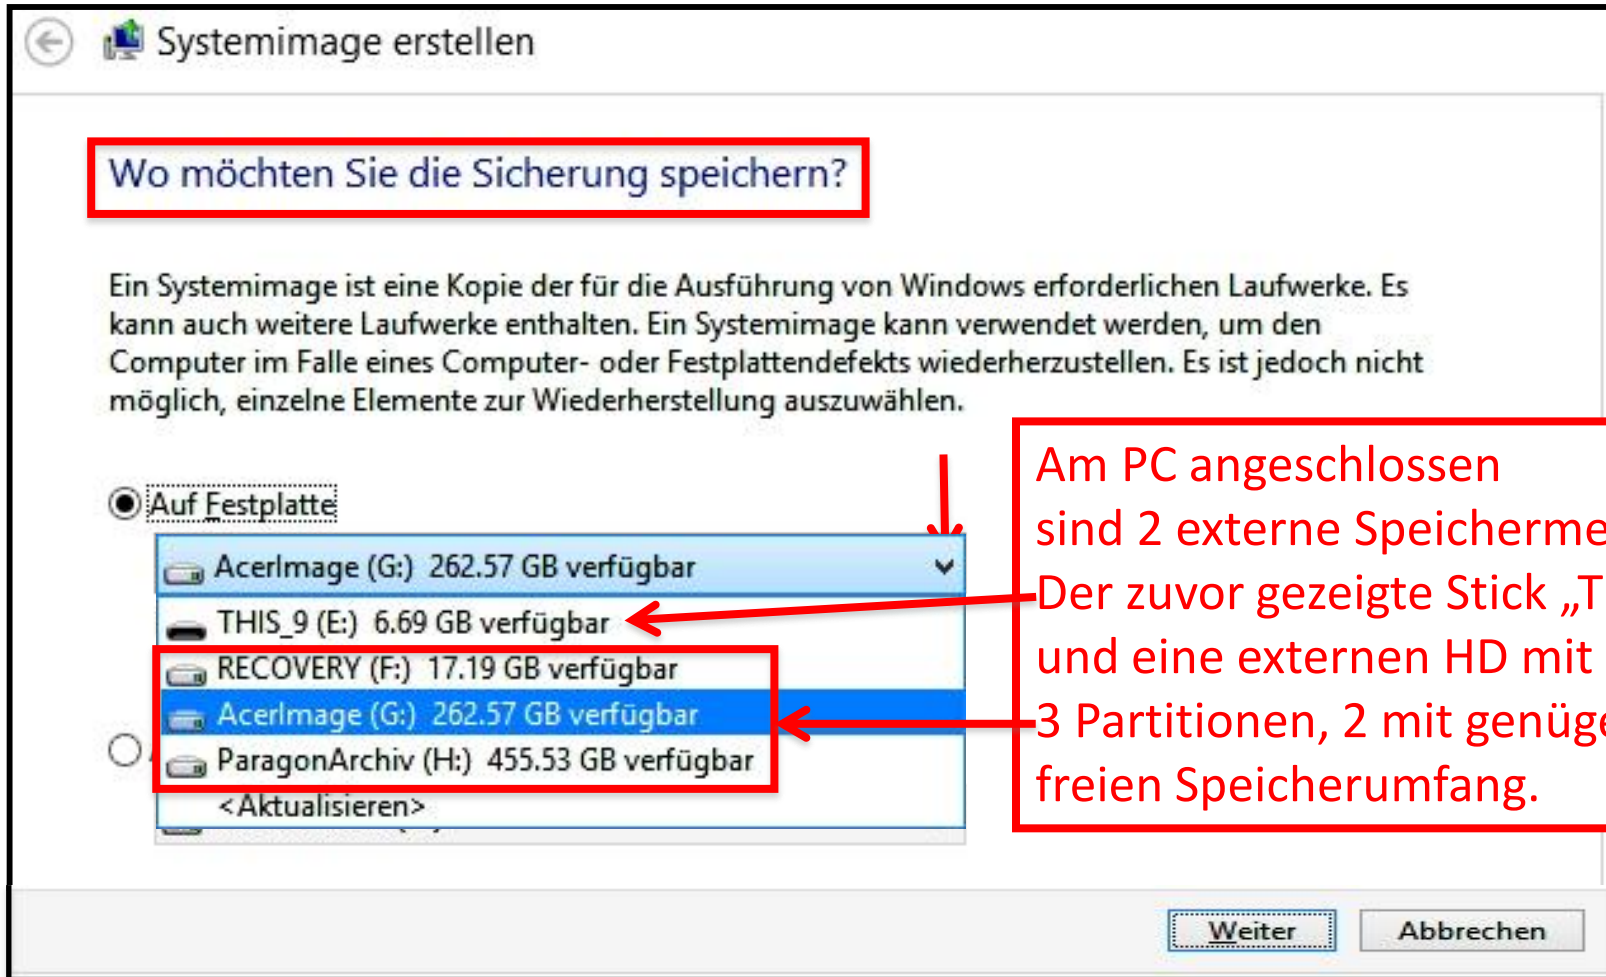 Systemimage erstellen
Wo möchten Sie die Sicherung speichern?
Ein Systemimage ist eine Kopie der für die Ausführung von Windows erforderlichen Laufwerke. Es
kann auch weitere Laufwerke enthalten. Ein Systemimage kann verwendet werden, um den
Computer im Falle eines Computer- oder Festplattendefekts wiederherzustellen. Es ist jedoch nicht
möglich, einzelne Elemente zur Wiederherstellung auszuwählen.
Auf Festplatte
AcerImage (G:) 262.57 GB verfügbar
THIS_9 (E:) 6.69 GB verfügbar
RECOVERY (F:) 17.19 GB verfügbar
AcerImage (G:) 262.57 GB verfügbar
ParagonArchiv (H:) 455.53 GB verfügbar
<Aktualisieren>
Am PC angeschlossen
sind 2 externe Speicherme
Der zuvor gezeigte Stick „T
und eine externen HD mit
3 Partitionen, 2 mit genüge
freien Speicherumfang.
Weiter
Abbrechen